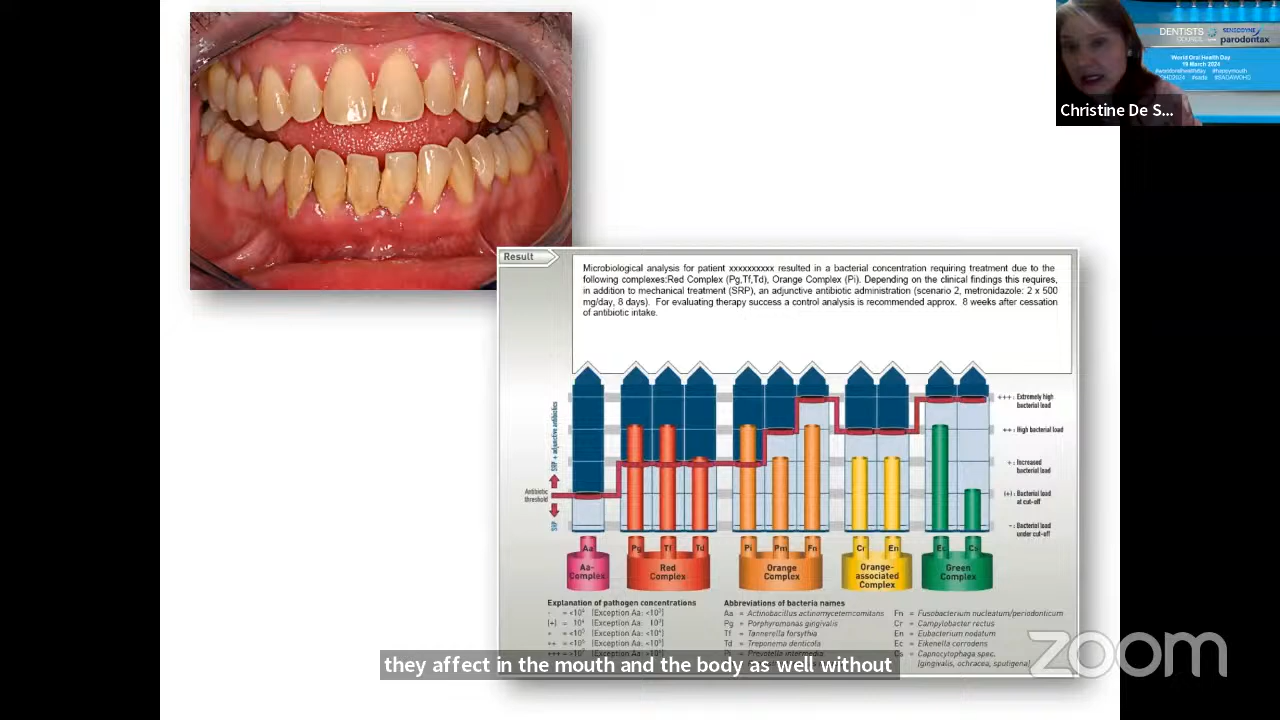 DENTISTS
COUNCIL
SENSODYNE
parodontax
World Oral Health Day
19 March 2024
Christine De S...
Result
Microbiological analysis for patient xxxxxxxxxx resulted in a bacterial concentration requiring treatment due to the
following complexes:Red Complex (Pg,Tf,Td), Orange Complex (Pi). Depending on the clinical findings this requires,
in addition to mechanical treatment (SRP), an adjunctive antibiotic administration (scenario 2, metronidazole: 2 x 500
mg/day, 8 days). For evaluating therapy success a control analysis is recommended approx. 8 weeks after cessation
of antibiotic intake.
SRP + adjunctive antibiotics
Antibiotic
threshold
SRP
+++ : Extremely high
bacterial load
++ : High bacterial load
+ : Increased
bacterial load
(+) : Bacterial load
at cut-off
- : Bacterial load
under cut-off
Aa Pg Tf Td Pi Pm Fn Cr En Ec Cs
Aa-
Complex
Red
Complex
Orange
Complex
Orange-
associated
Complex
Green
Complex
Explanation of pathogen concentrations
- = <10⁴ (Exception Aa: <10³)
(+) = 10⁴ (Exception Aa: 10³)
+ = <10⁵ (Exception Aa: <10⁴)
++ = <10⁶ (Exception Aa: <10⁵)
Abbreviations of bacteria names
Aa = Actinobacillus actinomycetemcomitans
Pg = Porphyromonas gingivalis
Tf = Tannerella forsythia
Td = Treponema denticola
Pi = Prevotella intermedia
Fn = Fusobacterium nucleatum/periodonticum
Cr = Campylobacter rectus
En = Eubacterium nodatum
Ec = Eikenella corrodens
Cs = Capnocytophaga spec.
(gingivalis, ochracea, sputigena)
they affect in the mouth and the body as well without
zoom